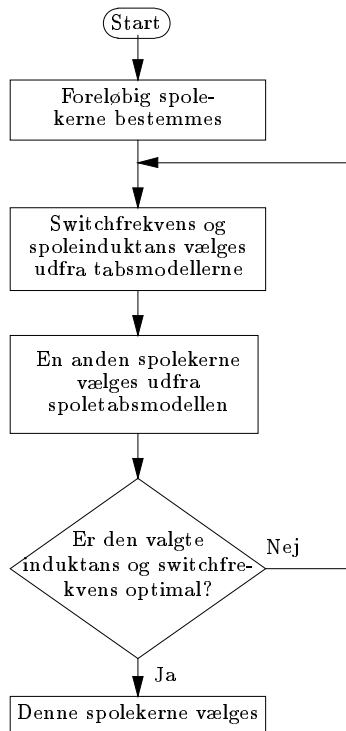 Start
Foreløbig spole-
kerne bestemmes
Switchfrekvens og
spoleinduktans vælges
udfra tabsmodellerne
En anden spolekerne
vælges udfra
spoletabsmodellen
Er den valgte
induktans og switchfre-
kvens optimal?
Nej
Ja
Denne spolekerne vælges